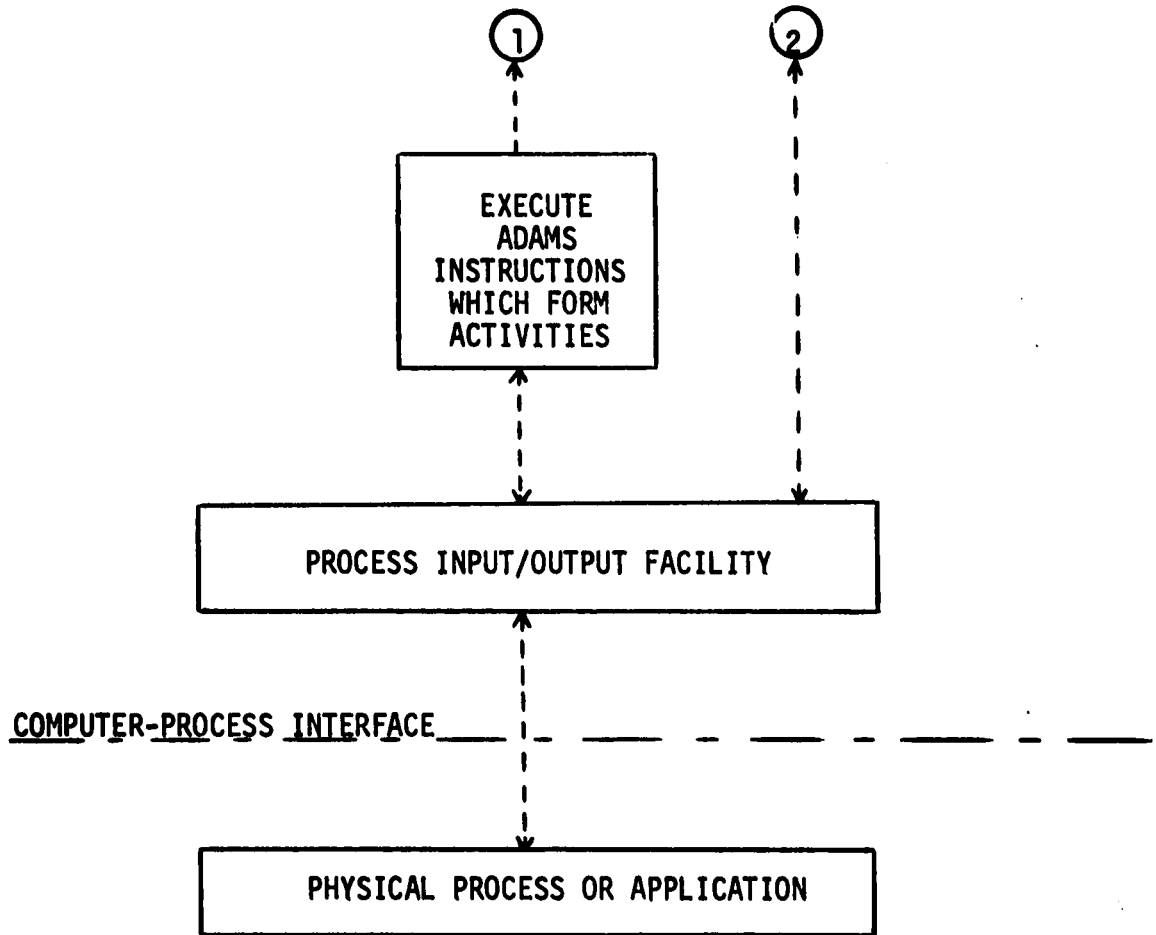 1 2
EXECUTE
ADAMS
INSTRUCTIONS
WHICH FORM
ACTIVITIES
PROCESS INPUT/OUTPUT FACILITY
COMPUTER-PROCESS INTERFACE
PHYSICAL PROCESS OR APPLICATION